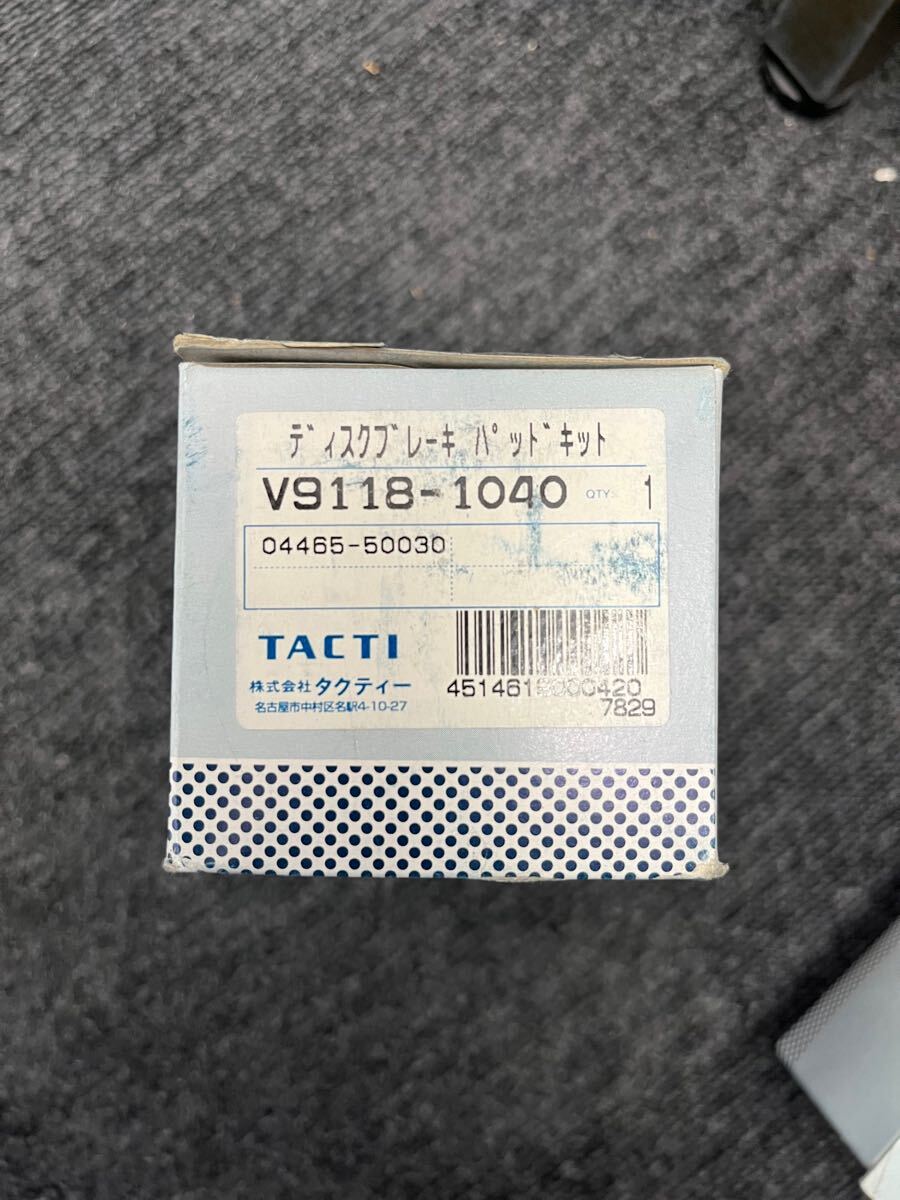 ディスクブレーキ パッドキット
V9118-1040 QTY: 1
04465-50030
TACTI
株式会社 タクティー
名古屋市中村区名駅4-10-27
7829